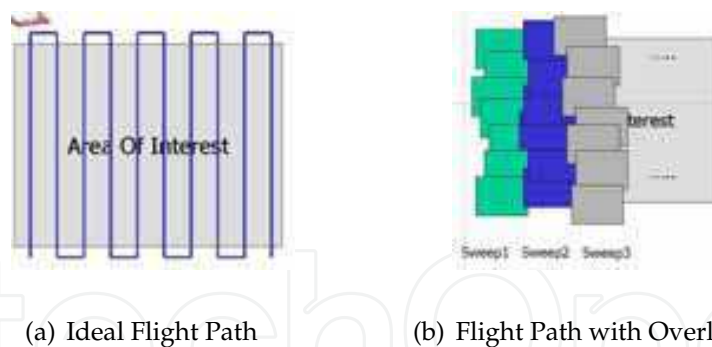 Area Of Interest
terest
.....
.....
Sweep1 Sweep2 Sweep3
(a) Ideal Flight Path
(b) Flight Path with Overl